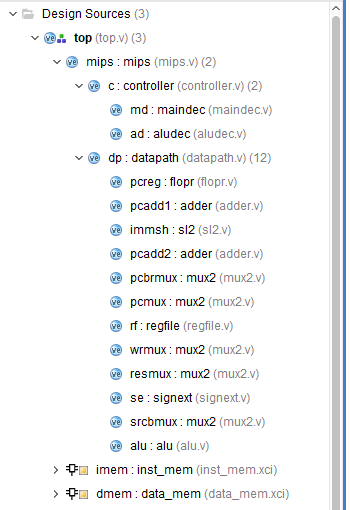 Design Sources (3)
top (top.v) (3)
mips : mips (mips.v) (2)
c : controller (controller.v) (2)
md : maindec (maindec.v)
ad : aludec (aludec.v)
dp : datapath (datapath.v) (12)
pcreg : flopr (flopr.v)
pcadd1 : adder (adder.v)
immsh : sl2 (sl2.v)
pcadd2 : adder (adder.v)
pcbrmux : mux2 (mux2.v)
pcmux : mux2 (mux2.v)
rf : regfile (regfile.v)
wrmux : mux2 (mux2.v)
resmux : mux2 (mux2.v)
se : signext (signext.v)
srcbmux : mux2 (mux2.v)
alu : alu (alu.v)
imem : inst_mem (inst_mem.xci)
dmem : data_mem (data_mem.xci)